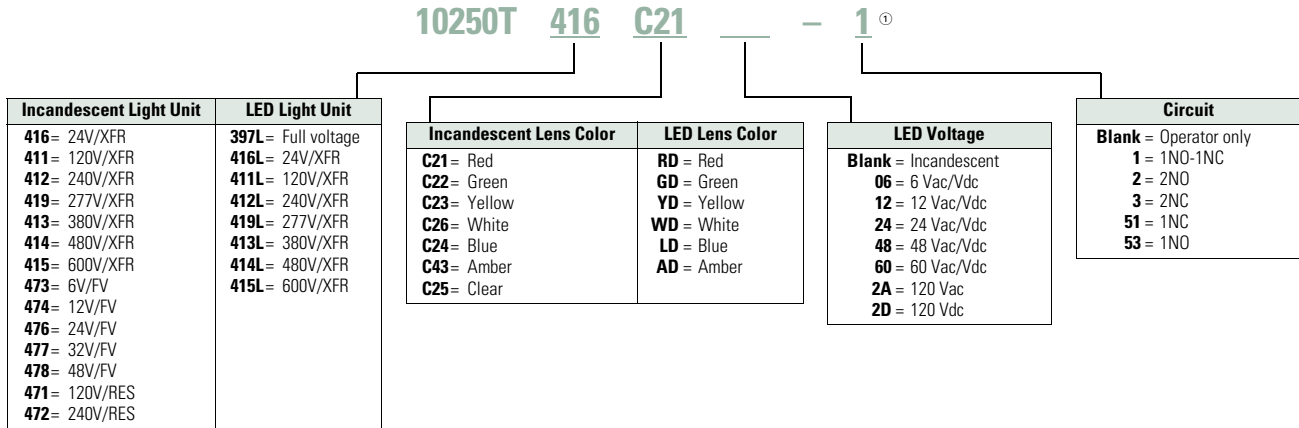 10250T 416 C21 ___ – 1 ①
Incandescent Light Unit
416 = 24V/XFR
411 = 120V/XFR
412 = 240V/XFR
419 = 277V/XFR
413 = 380V/XFR
414 = 480V/XFR
415 = 600V/XFR
473 = 6V/FV
474 = 12V/FV
476 = 24V/FV
477 = 32V/FV
478 = 48V/FV
471 = 120V/RES
472 = 240V/RES
LED Light Unit
397L = Full voltage
416L = 24V/XFR
411L = 120V/XFR
412L = 240V/XFR
419L = 277V/XFR
413L = 380V/XFR
414L = 480V/XFR
415L = 600V/XFR
Incandescent Lens Color
C21 = Red
C22 = Green
C23 = Yellow
C26 = White
C24 = Blue
C43 = Amber
C25 = Clear
LED Lens Color
RD = Red
GD = Green
YD = Yellow
WD = White
LD = Blue
AD = Amber
LED Voltage
Blank = Incandescent
06 = 6 Vac/Vdc
12 = 12 Vac/Vdc
24 = 24 Vac/Vdc
48 = 48 Vac/Vdc
60 = 60 Vac/Vdc
2A = 120 Vac
2D = 120 Vdc
Circuit
Blank = Operator only
1 = 1NO-1NC
2 = 2NO
3 = 2NC
51 = 1NC
53 = 1NO